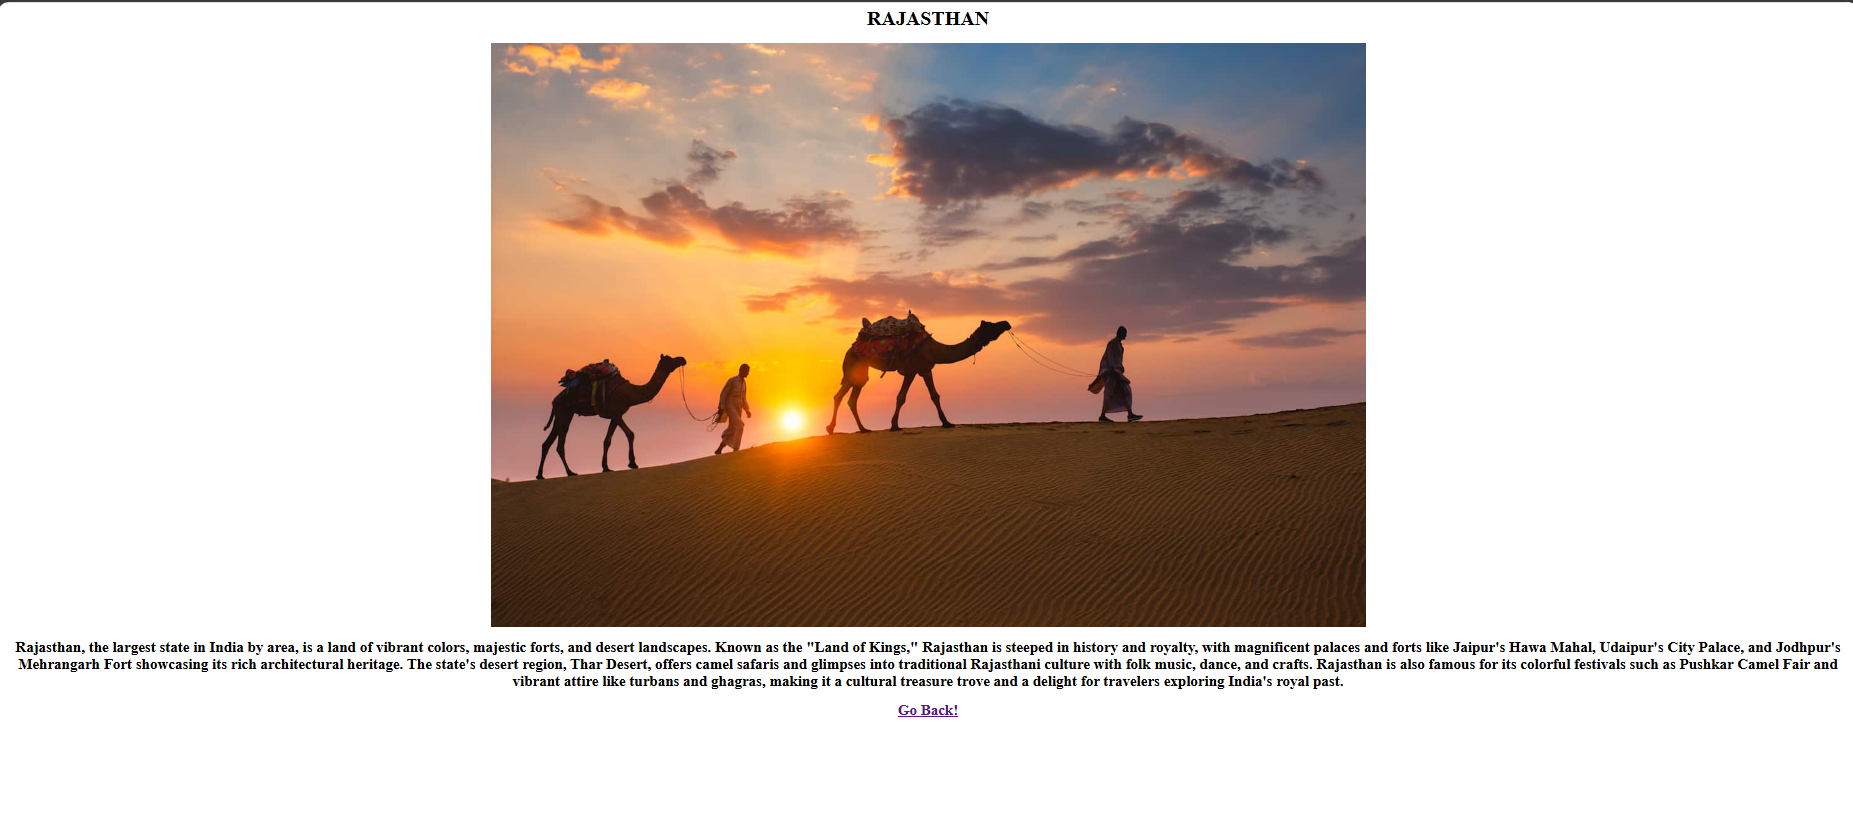 RAJASTHAN
Rajasthan, the largest state in India by area, is a land of vibrant colors, majestic forts, and desert landscapes. Known as the "Land of Kings," Rajasthan is steeped in history and royalty, with magnificent palaces and forts like Jaipur's Hawa Mahal, Udaipur's City Palace, and Jodhpur's
Mehrangarh Fort showcasing its rich architectural heritage. The state's desert region, Thar Desert, offers camel safaris and glimpses into traditional Rajasthani culture with folk music, dance, and crafts. Rajasthan is also famous for its colorful festivals such as Pushkar Camel Fair and
vibrant attire like turbans and ghagras, making it a cultural treasure trove and a delight for travelers exploring India's royal past.
Go Back!